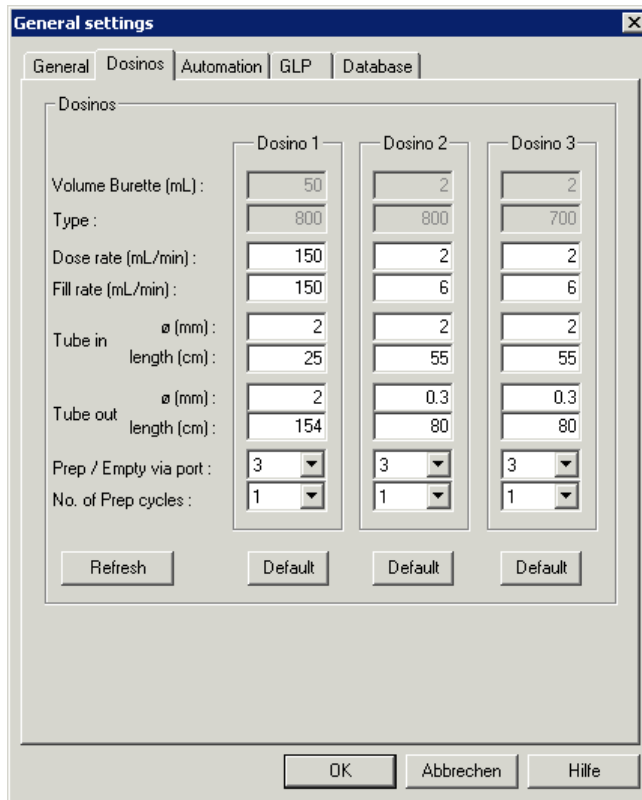 General settings
General Dosinos Automation GLP Database
Dosinos
Dosino 1 Dosino 2 Dosino 3
Volume Burette (mL) : 50 2 2
Type : 800 800 700
Dose rate (mL/min) : 150 2 2
Fill rate (mL/min) : 150 6 6
Tube in
ø (mm) : 2 2 2
length (cm) : 25 55 55
Tube out
ø (mm) : 2 0.3 0.3
length (cm) : 154 80 80
Prep / Empty via port : 3 3 3
No. of Prep cycles : 1 1 1
Refresh Default Default Default
OK Abbrechen Hilfe